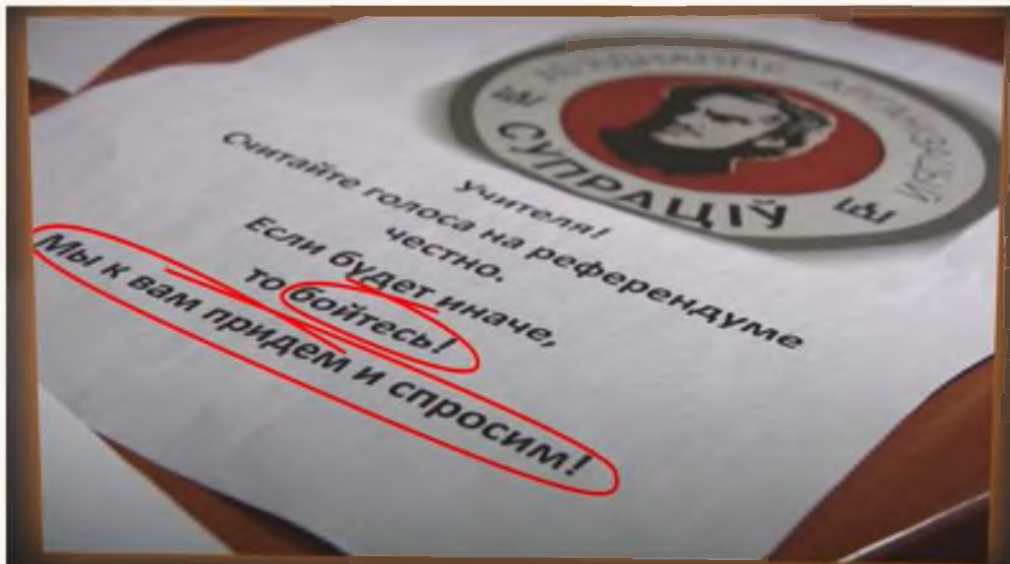 СУПРАЦІЎ
Учителя!
Считайте голоса на референдуме
честно.
Если будет иначе,
то бойтесь!
Мы к вам придем и спросим!